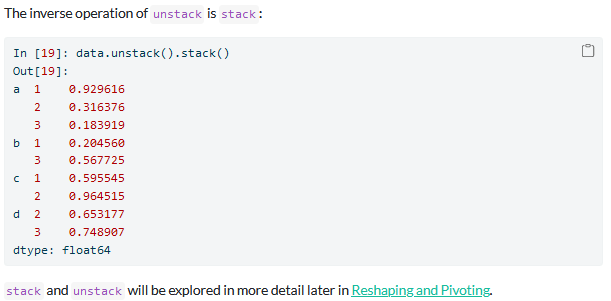 The inverse operation of unstack is stack:
In [19]: data.unstack().stack()
Out[19]:
a  1    0.929616
   2    0.316376
   3    0.183919
b  1    0.204560
   3    0.567725
c  1    0.595545
   2    0.964515
d  2    0.653177
   3    0.748907
dtype: float64
stack and unstack will be explored in more detail later in Reshaping and Pivoting.